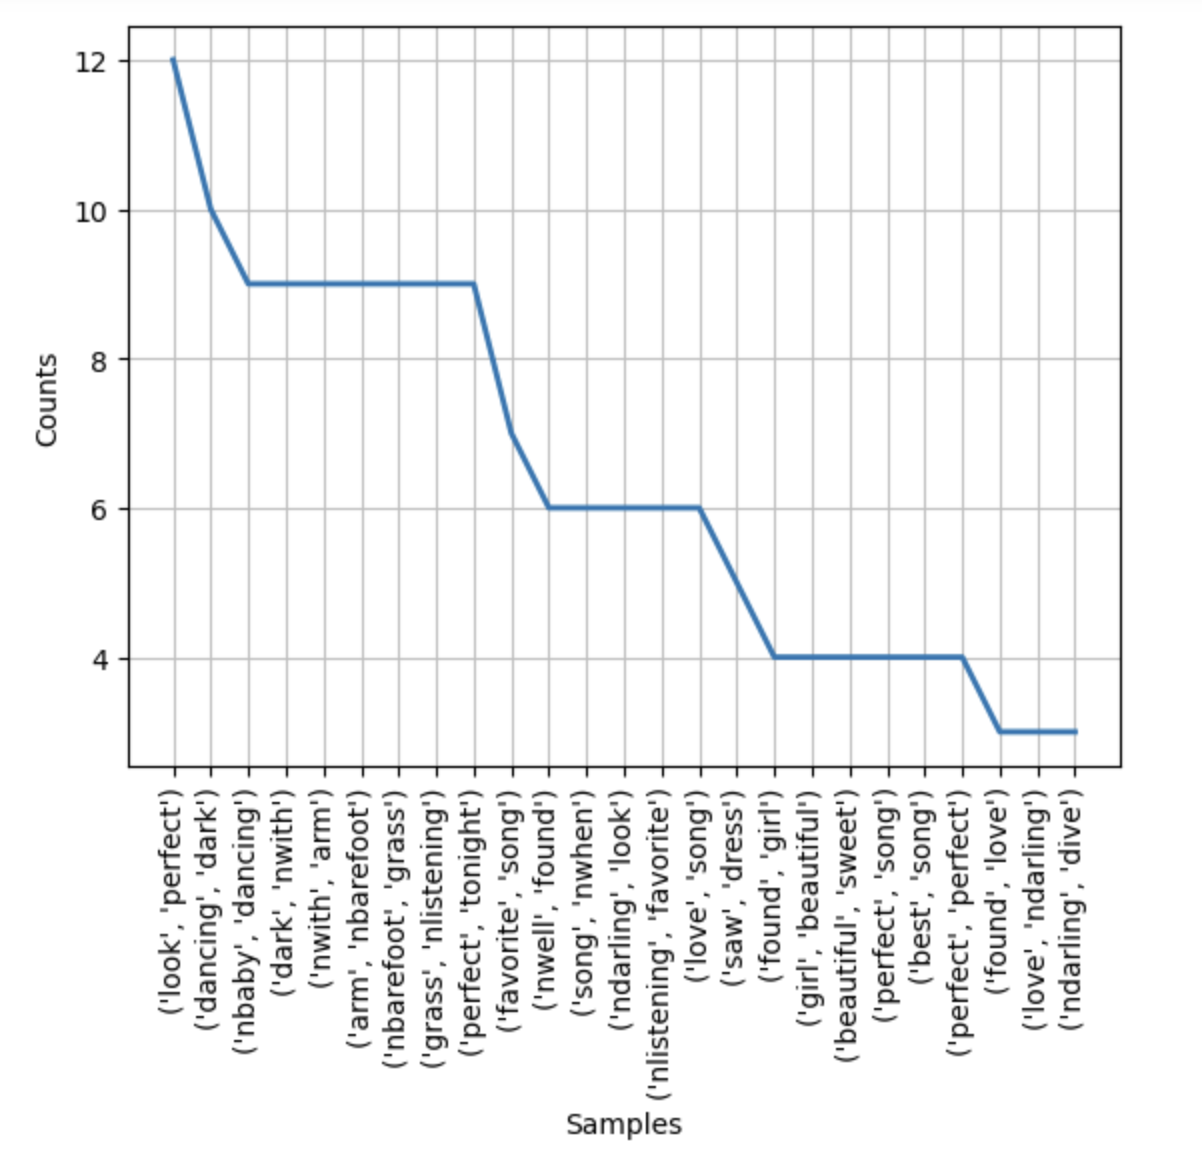 12
10
8
6
4
Counts
('look', 'perfect')
('dancing', 'dark')
('nbaby', 'dancing')
('dark', 'nwith')
('nwith', 'arm')
('arm', 'nbarefoot')
('nbarefoot', 'grass')
('grass', 'nlistening')
('perfect', 'tonight')
('favorite', 'song')
('nwell', 'found')
('song', 'nwhen')
('ndarling', 'look')
('nlistening', 'favorite')
('love', 'song')
('saw', 'dress')
('found', 'girl')
('girl', 'beautiful')
('beautiful', 'sweet')
('perfect', 'song')
('best', 'song')
('perfect', 'perfect')
('found', 'love')
('love', 'ndarling')
('ndarling', 'dive')
Samples